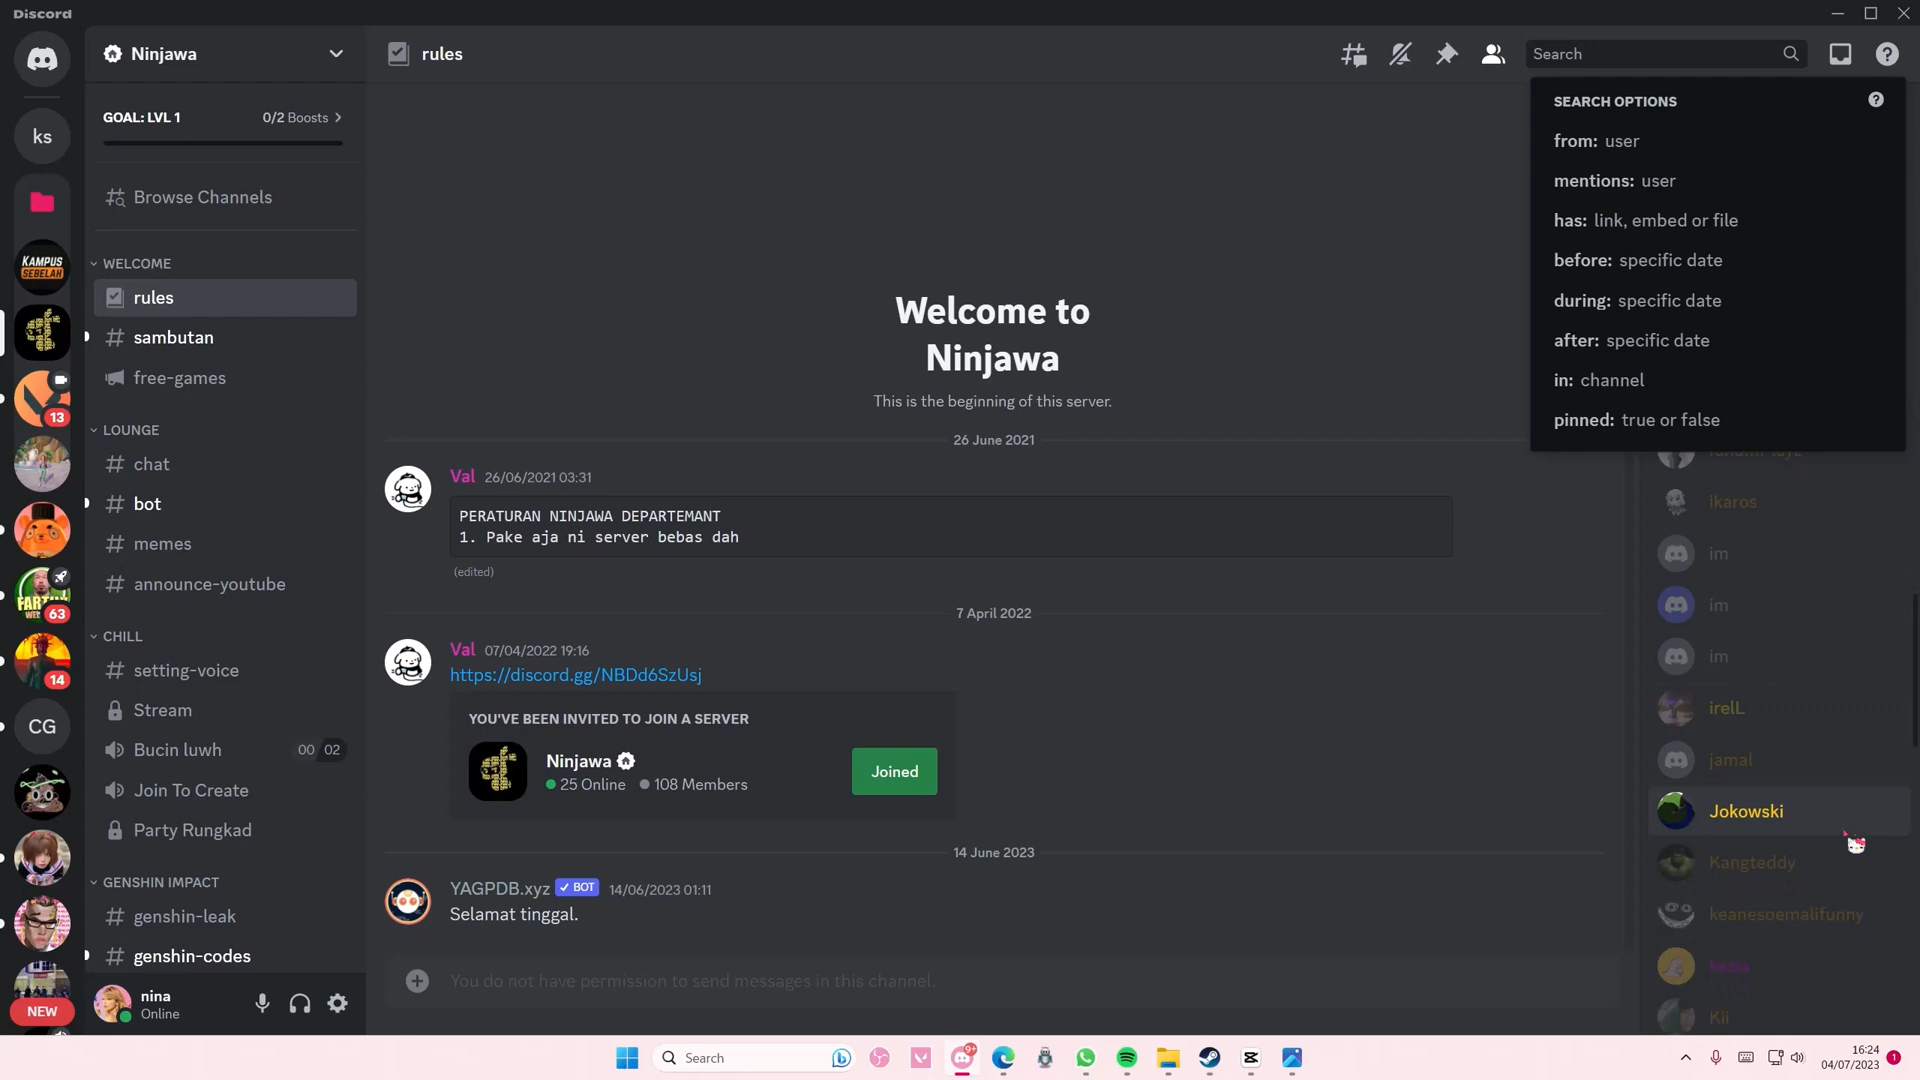 Discord
Ninjawa
rules
Search
GOAL: LVL 1
0/2 Boosts
Browse Channels
WELCOME
rules
sambutan
free-games
LOUNGE
chat
bot
memes
announce-youtube
CHILL
setting-voice
Stream
Bucin luwh
00 02
Join To Create
Party Rungkad
GENSHIN IMPACT
genshin-leak
genshin-codes
nina
Online
ks
KAMPUS
SEBELAH
13
63
14
CG
NEW
Welcome to
Ninjawa
This is the beginning of this server.
26 June 2021
Val 26/06/2021 03:31
PERATURAN NINJAWA DEPARTEMANT
1. Pake aja ni server bebas dah
(edited)
7 April 2022
Val 07/04/2022 19:16
https://discord.gg/NBDd6SzUsj
YOU'VE BEEN INVITED TO JOIN A SERVER
Ninjawa
25 Online 108 Members
Joined
14 June 2023
YAGPDB.xyz BOT 14/06/2023 01:11
Selamat tinggal.
You do not have permission to send messages in this channel.
SEARCH OPTIONS
from: user
mentions: user
has: link, embed or file
before: specific date
during: specific date
after: specific date
in: channel
pinned: true or false
ikaros
im
im
im
irelL
jamal
Jokowski
Kangteddy
keanesoemalifunny
Kii
Search
9+
16:24
04/07/2023
1